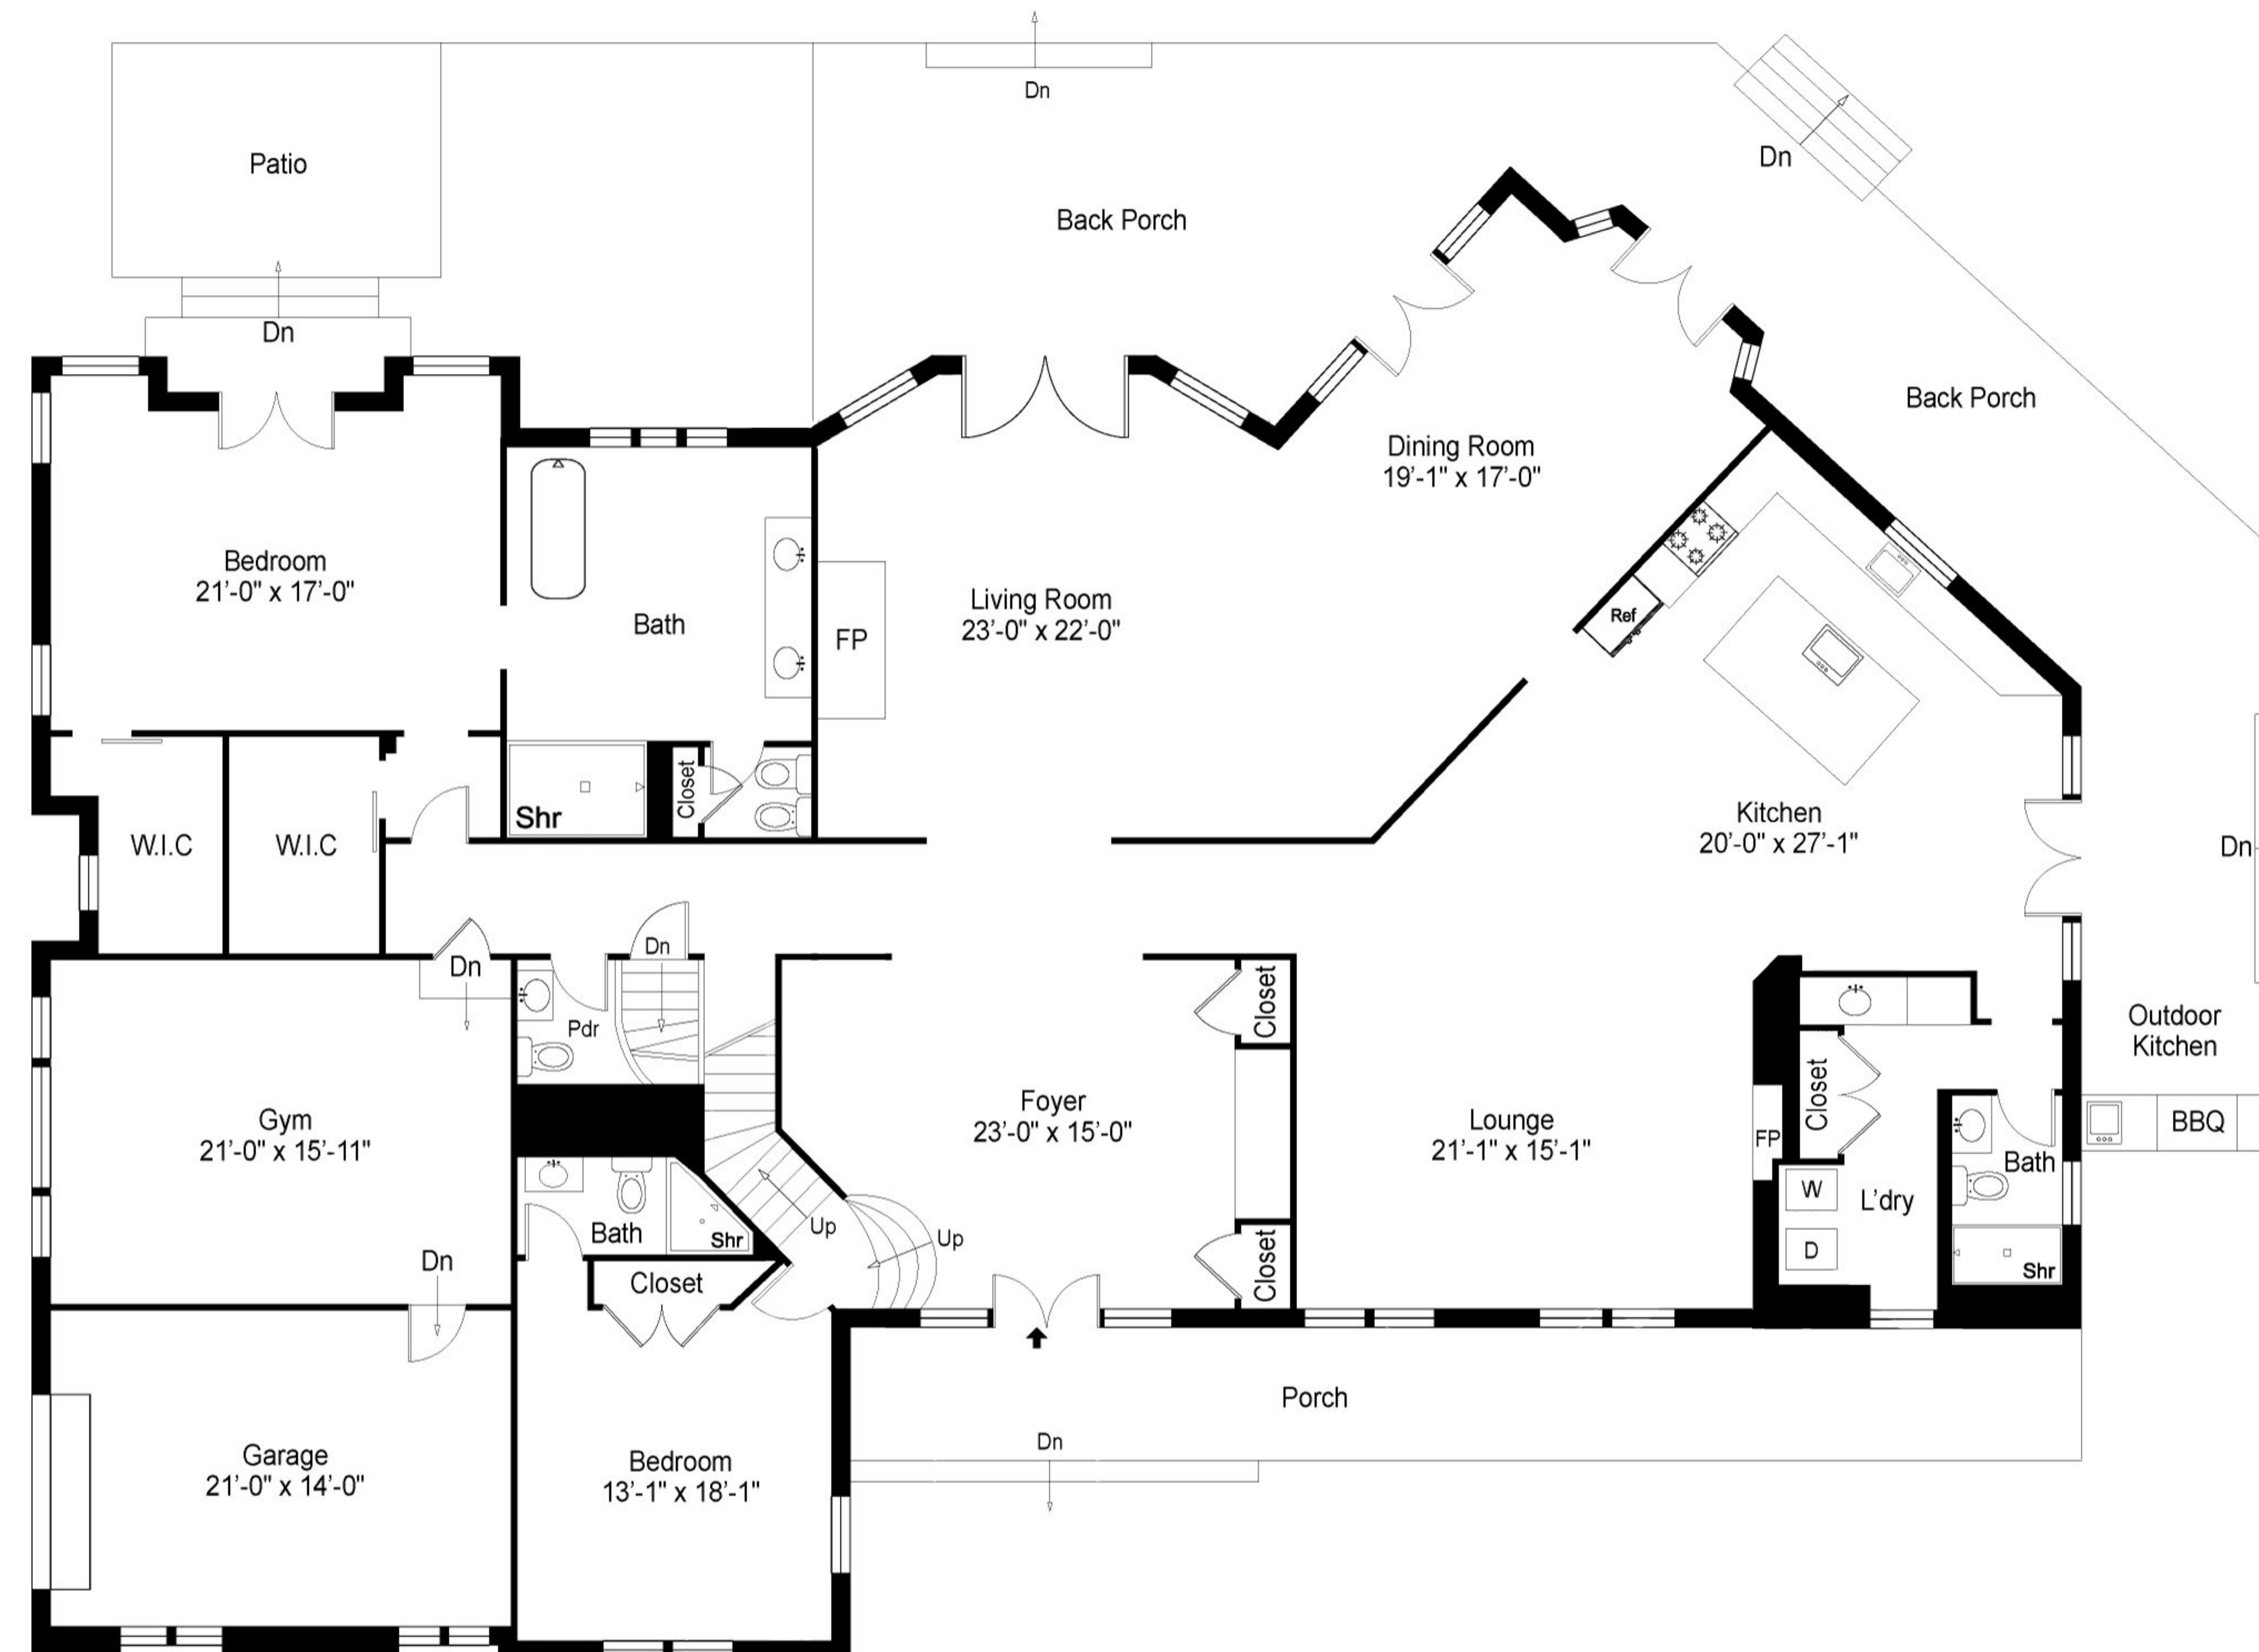 Dn
Patio
Dn
Back Porch
Dn
Back Porch
Dining Room
19'-1" x 17'-0"
Bedroom
21'-0" x 17'-0"
Bath
FP
Living Room
23'-0" x 22'-0"
Ref
Shr
Closet
W.I.C
W.I.C
Kitchen
20'-0" x 27'-1"
Dn
Dn
Dn
Pdr
Closet
Outdoor
Kitchen
Gym
21'-0" x 15'-11"
Foyer
23'-0" x 15'-0"
Lounge
21'-1" x 15'-1"
FP
Closet
BBQ
Bath
W
L'dry
D
Shr
Bath
Shr
Up
Up
Closet
Dn
Closet
Porch
Dn
Garage
21'-0" x 14'-0"
Bedroom
13'-1" x 18'-1"